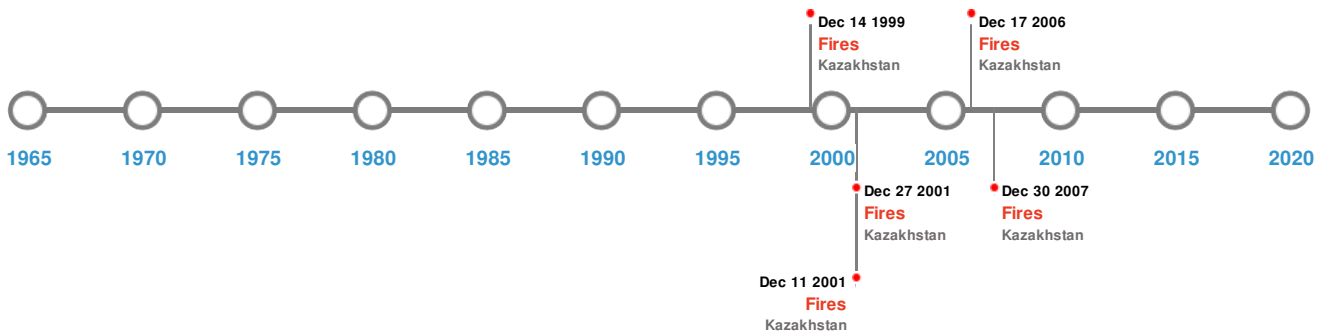 Dec 14 1999
Fires
Kazakhstan
Dec 17 2006
Fires
Kazakhstan
1965 1970 1975 1980 1985 1990 1995 2000 2005 2010 2015 2020
Dec 27 2001
Fires
Kazakhstan
Dec 30 2007
Fires
Kazakhstan
Dec 11 2001
Fires
Kazakhstan